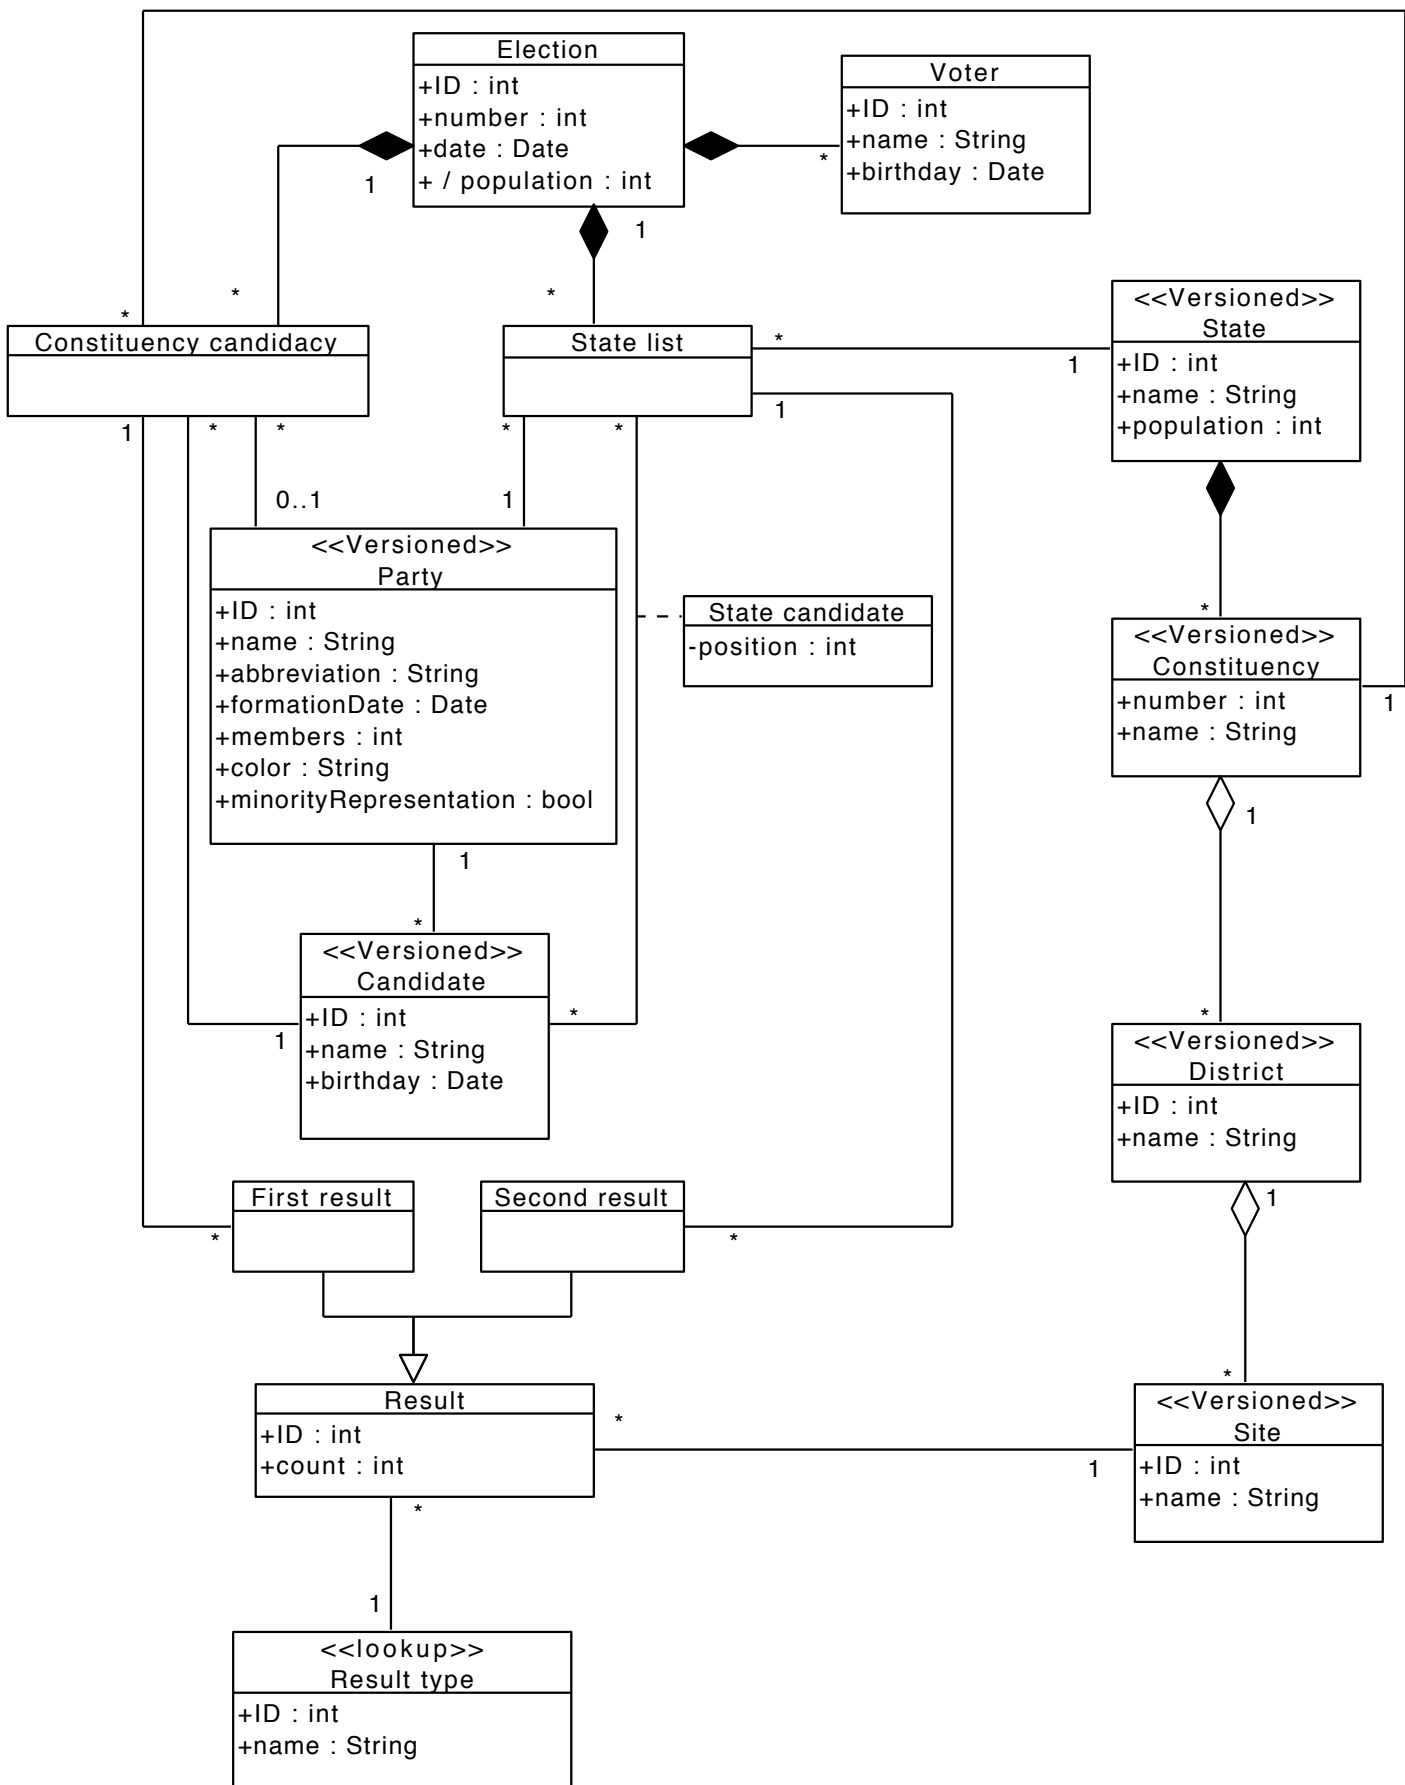 Election
+ID : int
+number : int
+date : Date
+ / population : int
Voter
+ID : int
+name : String
+birthday : Date
*
1
1
*
*
*
Constituency candidacy
State list
*
1
<<Versioned>>
State
+ID : int
+name : String
+population : int
1
*
*
*
*
1
0..1
1
<<Versioned>>
Party
+ID : int
+name : String
+abbreviation : String
+formationDate : Date
+members : int
+color : String
+minorityRepresentation : bool
State candidate
-position : int
*
<<Versioned>>
Constituency
+number : int
+name : String
1
1
1
*
<<Versioned>>
Candidate
+ID : int
+name : String
+birthday : Date
1
*
*
<<Versioned>>
District
+ID : int
+name : String
1
First result
Second result
*
*
*
Result
+ID : int
+count : int
*
1
<<Versioned>>
Site
+ID : int
+name : String
*
1
<<lookup>>
Result type
+ID : int
+name : String